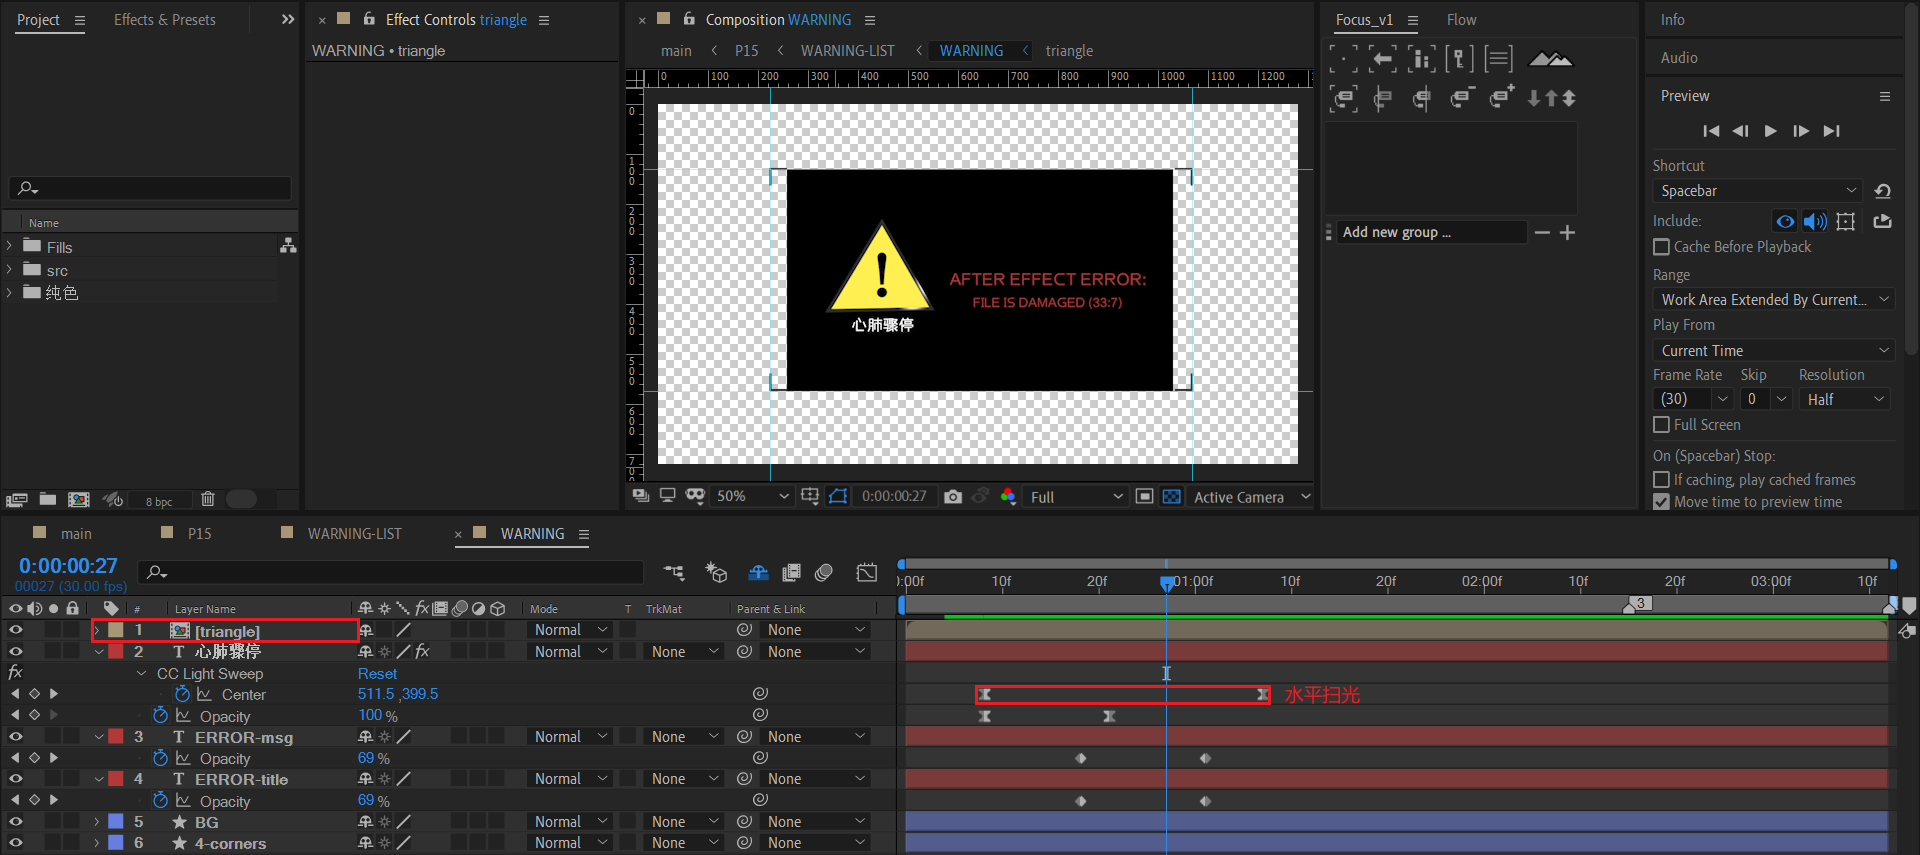 Project
Effects & Presets
Effect Controls triangle
WARNING • triangle
Composition WARNING
main
P15
WARNING-LIST
WARNING
triangle
0 100 200 300 400 500 600 700 800 900 1000 1100 1200
0
100
200
300
400
500
600
AFTER EFFECT ERROR:
FILE IS DAMAGED (33:7)
心肺骤停
50%
0:00:00:27
Full
Active Camera
Focus_v1
Flow
Add new group ...
Info
Audio
Preview
Shortcut
Spacebar
Include:
Cache Before Playback
Range
Work Area Extended By Current...
Play From
Current Time
Frame Rate Skip Resolution
(30) 0 Half
Full Screen
On (Spacebar) Stop:
If caching, play cached frames
Move time to preview time
Name
Fills
src
纯色
8 bpc
main
P15
WARNING-LIST
WARNING
0:00:00:27
00027 (30.00 fps)
:00f 10f 20f 01:00f 10f 20f 02:00f 10f 20f 03:00f 10f
# Layer Name fx Mode T TrkMat Parent & Link
3
1 [triangle] Normal None
2 T 心肺骤停 fx Normal None None
fx CC Light Sweep Reset
Center 511.5 ,399.5
水平扫光
Opacity 100 %
3 T ERROR-msg Normal None None
Opacity 69 %
4 T ERROR-title Normal None None
Opacity 69 %
5 BG Normal None None
6 4-corners Normal None None